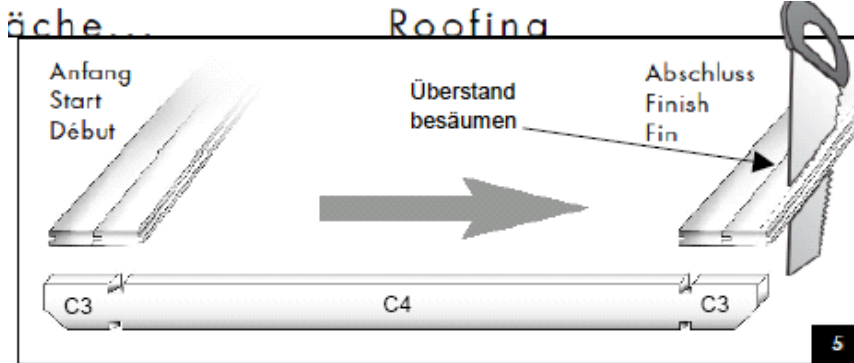 äche... Roofing
Anfang
Start
Début
Überstand
besäumen
Abschluss
Finish
Fin
C3 C4 C3
5